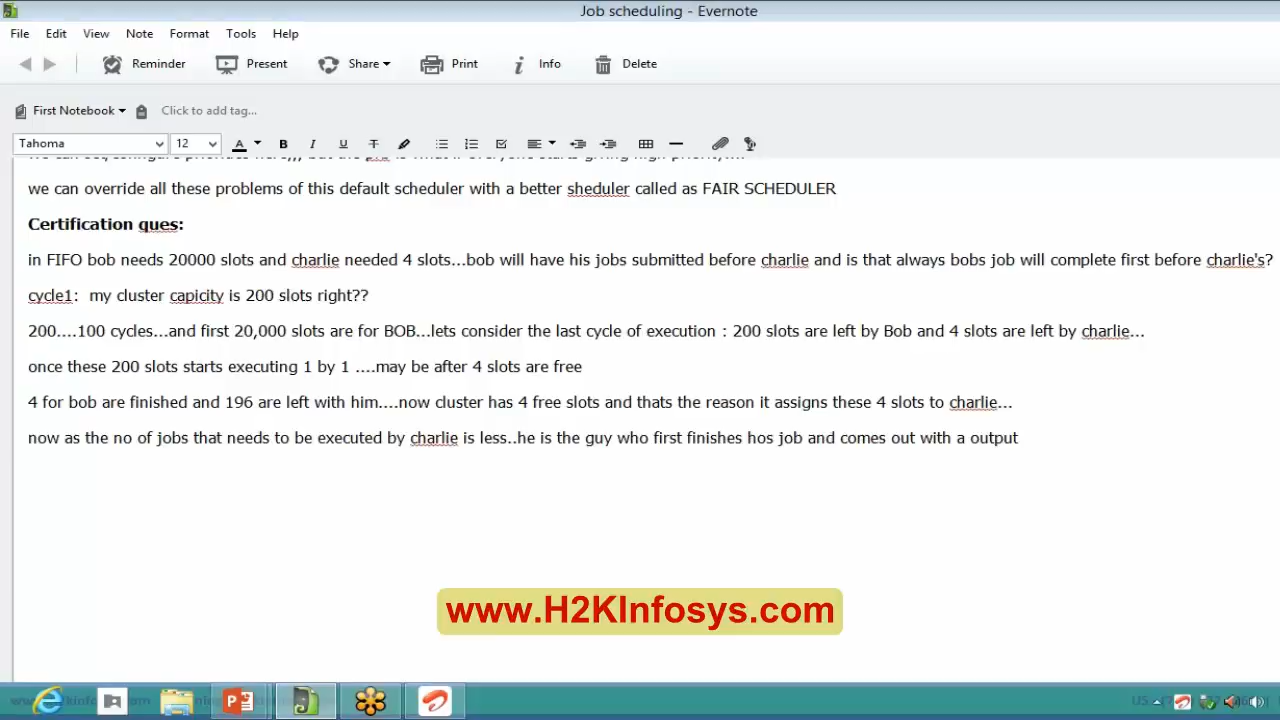 Job scheduling - Evernote
File Edit View Note Format Tools Help
Reminder Present Share Print Info Delete
First Notebook Click to add tag...
Tahoma 12 A B I U T
we can override all these problems of this default scheduler with a better sheduler called as FAIR SCHEDULER
Certification ques:
in FIFO bob needs 20000 slots and charlie needed 4 slots...bob will have his jobs submitted before charlie and is that always bobs job will complete first before charlie's?
cycle1: my cluster capicity is 200 slots right??
200....100 cycles...and first 20,000 slots are for BOB...lets consider the last cycle of execution : 200 slots are left by Bob and 4 slots are left by charlie...
once these 200 slots starts executing 1 by 1 ....may be after 4 slots are free
4 for bob are finished and 196 are left with him....now cluster has 4 free slots and thats the reason it assigns these 4 slots to charlie...
now as the no of jobs that needs to be executed by charlie is less..he is the guy who first finishes hos job and comes out with a output
www.H2KInfosys.com
US